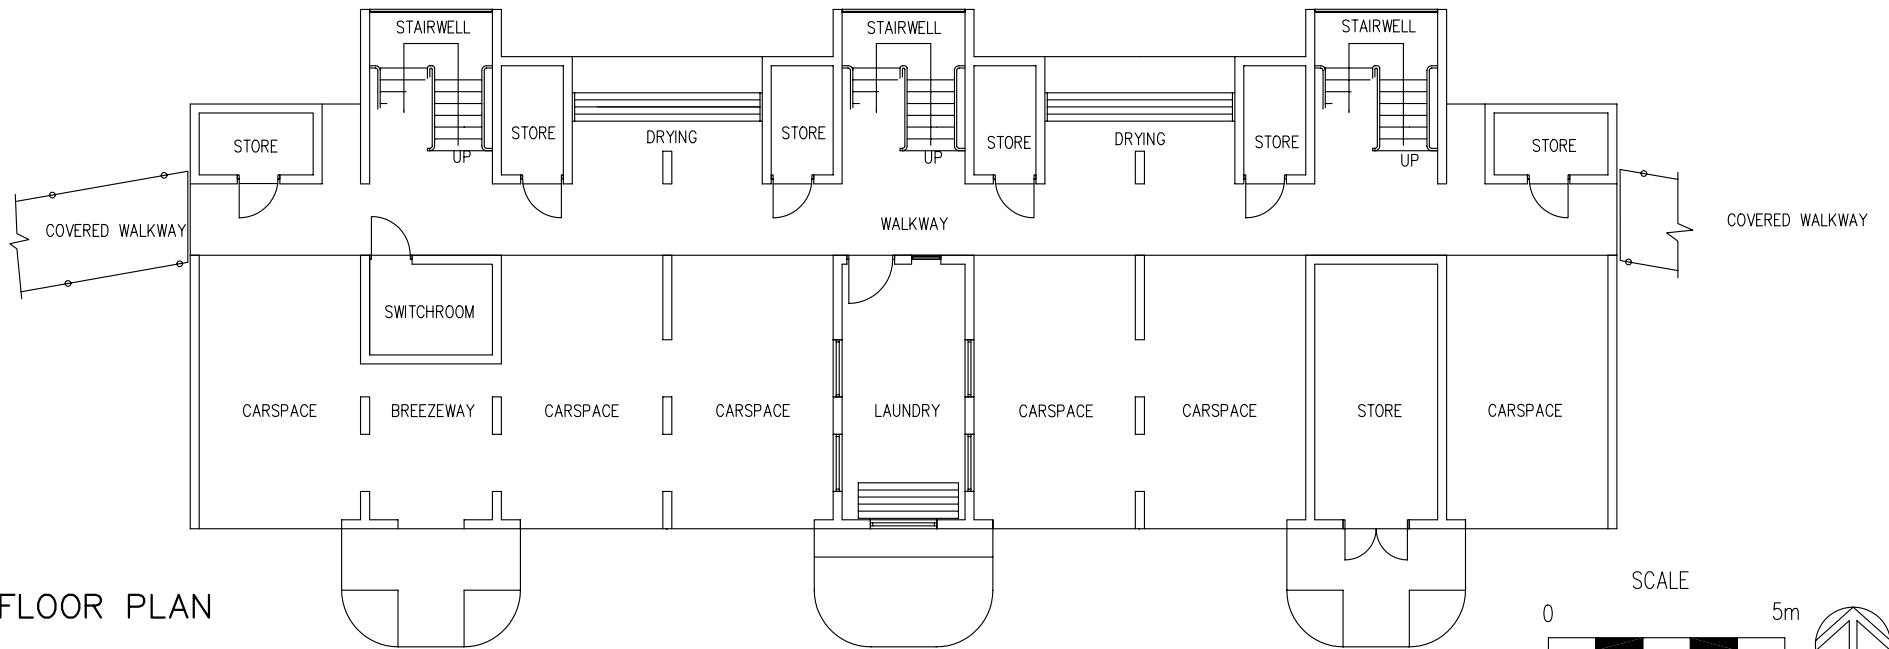 STAIRWELL
STAIRWELL
STAIRWELL
STORE
STORE
DRYING
STORE
STORE
DRYING
STORE
STORE
UP
UP
UP
COVERED WALKWAY
WALKWAY
COVERED WALKWAY
SWITCHROOM
CARSPACE
BREEZEWAY
CARSPACE
CARSPACE
LAUNDRY
CARSPACE
CARSPACE
STORE
CARSPACE
FLOOR PLAN
SCALE
0
5m